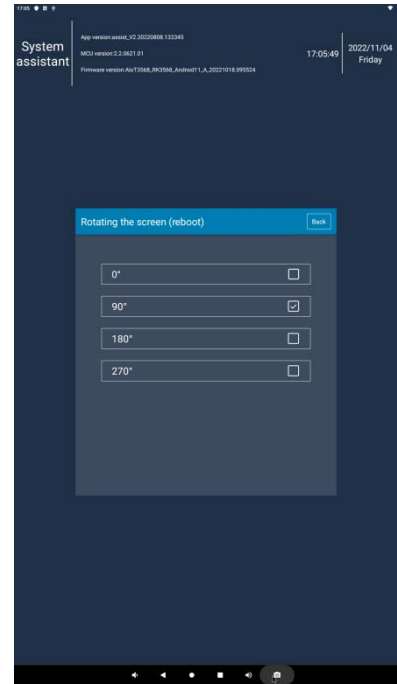 17:05
System
assistant
App version:assist_V2.20220808.132345
MCU version:2.2.0621.01
Firmware version:AIoT3568_RK3568_Android11_A_20221018.095524
17:05:49
2022/11/04
Friday
Rotating the screen (reboot)
Back
0°
90°
180°
270°